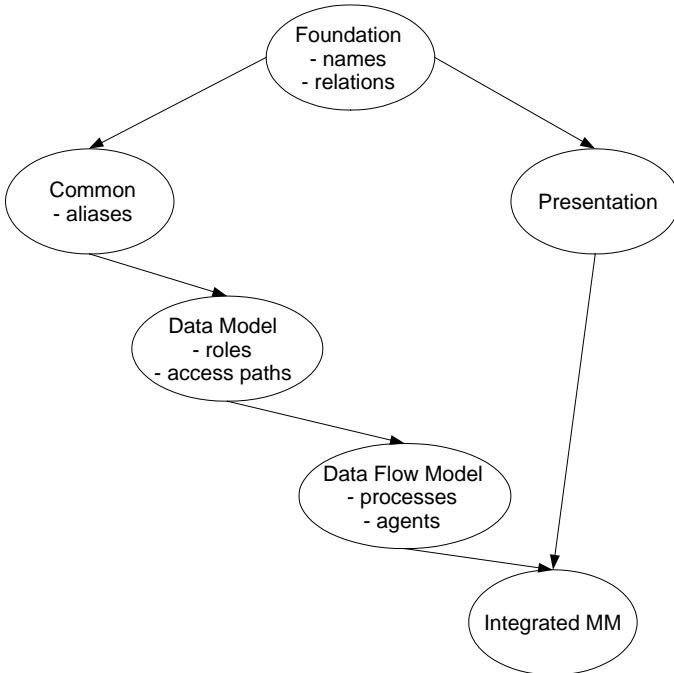 Foundation
- names
- relations
Common
- aliases
Presentation
Data Model
- roles
- access paths
Data Flow Model
- processes
- agents
Integrated MM